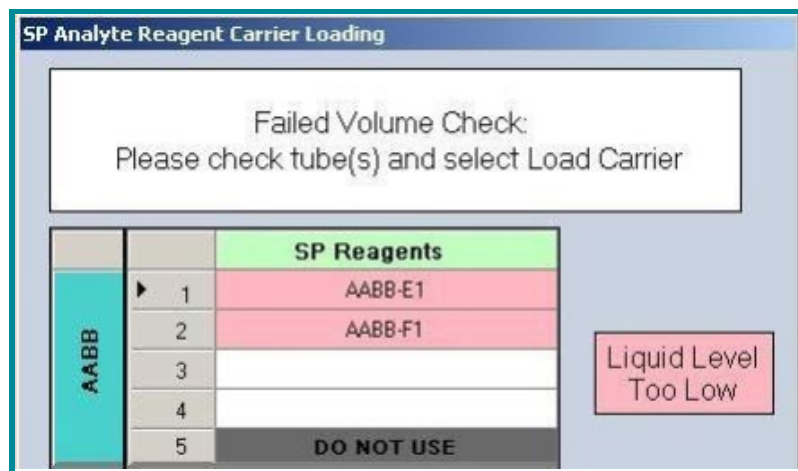 SP Analyte Reagent Carrier Loading
Failed Volume Check:
Please check tube(s) and select Load Carrier
SP Reagents
AABB
1 AABB-E1
2 AABB-F1
3
4
5 DO NOT USE
Liquid Level
Too Low